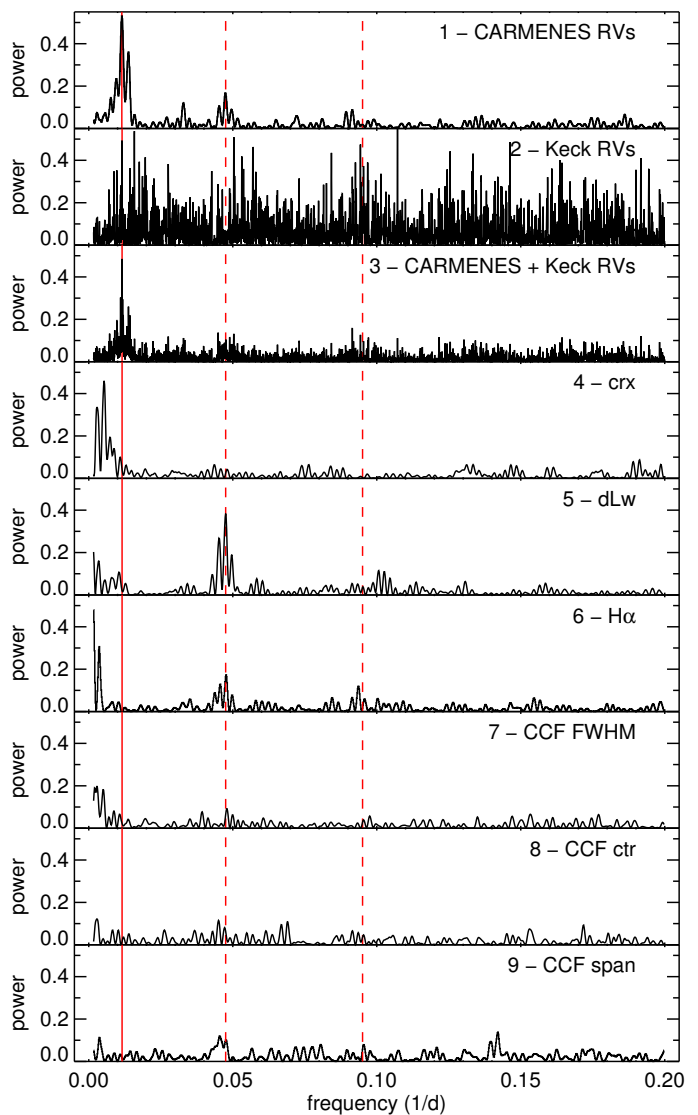 1 − CARMENES RVs
power
0.4
0.2
0.0
2 − Keck RVs
power
0.4
0.2
0.0
3 − CARMENES + Keck RVs
power
0.4
0.2
0.0
4 − crx
power
0.4
0.2
0.0
5 − dLw
power
0.4
0.2
0.0
6 − Hα
power
0.4
0.2
0.0
7 − CCF FWHM
power
0.4
0.2
0.0
8 − CCF ctr
power
0.4
0.2
0.0
9 − CCF span
power
0.4
0.2
0.0
0.00 0.05 0.10 0.15 0.20
frequency (1/d)